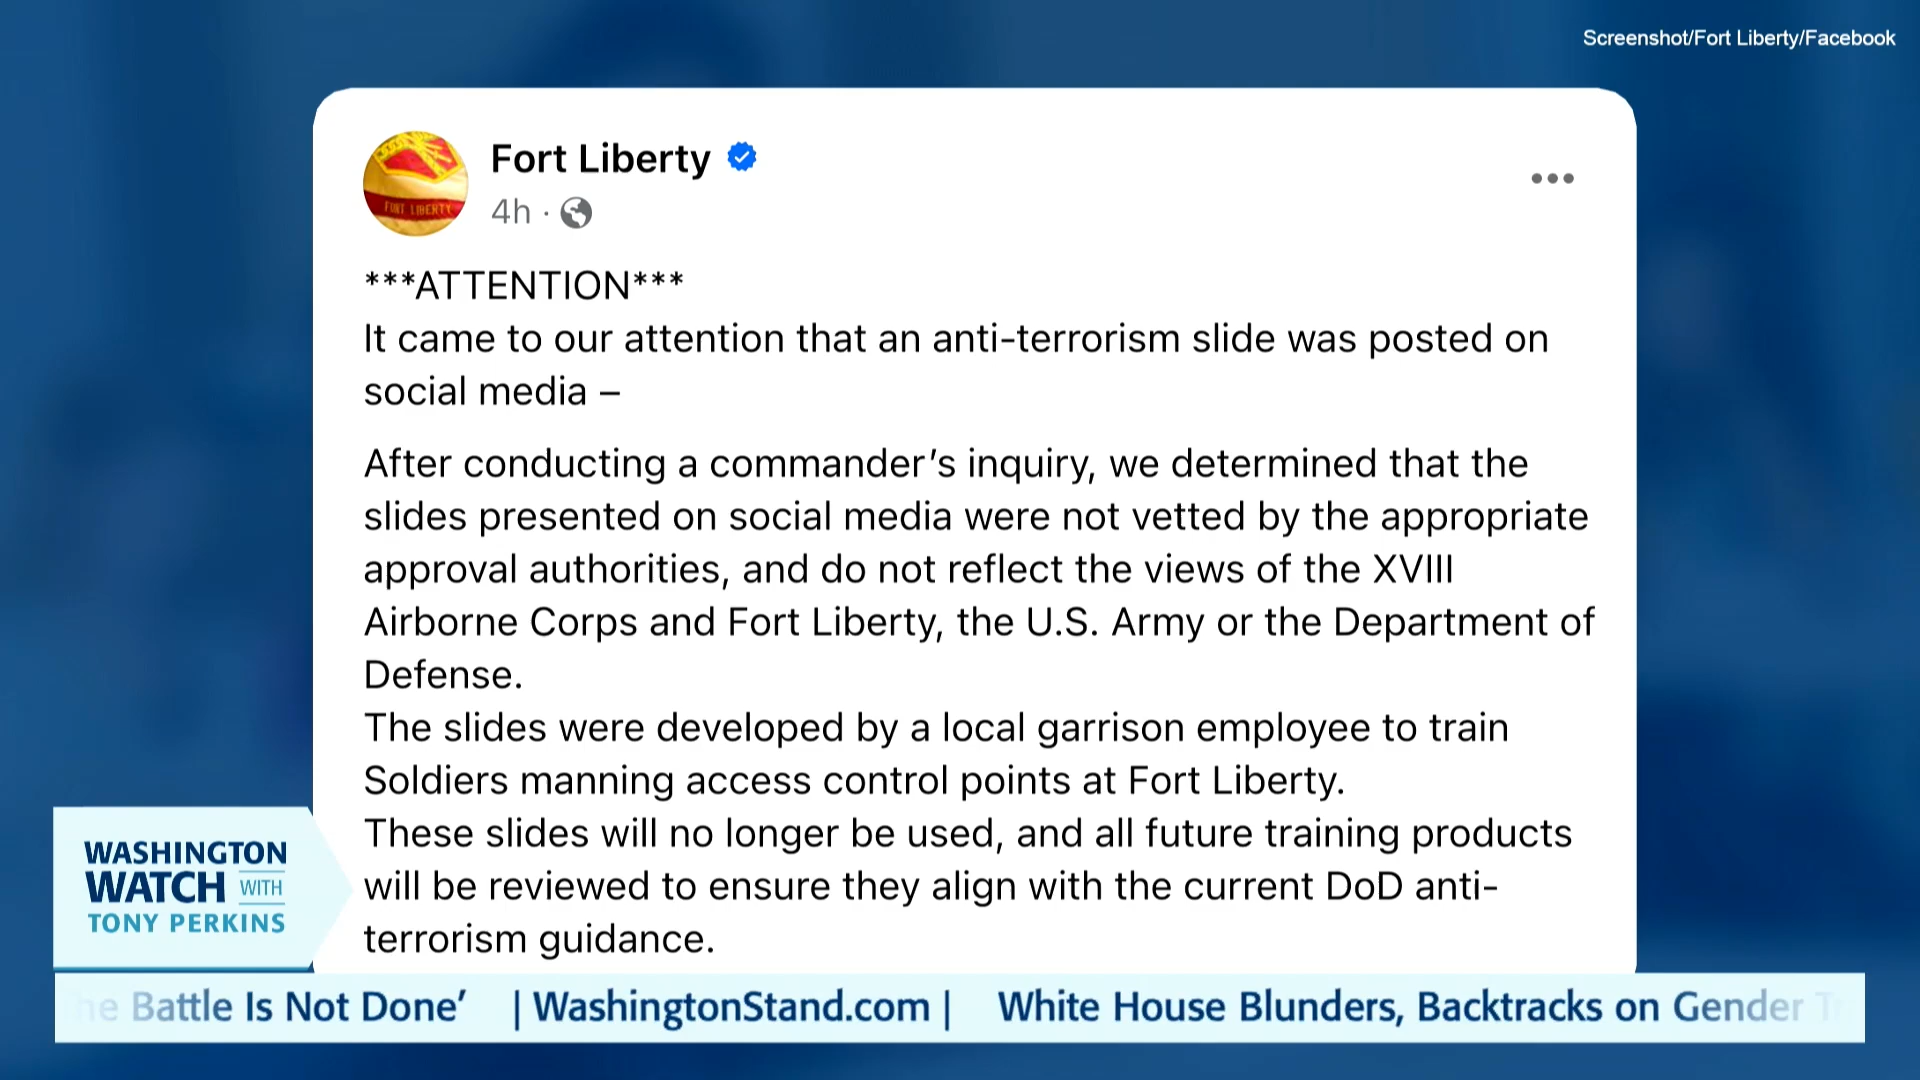 Screenshot/Fort Liberty/Facebook
Fort Liberty
4h ·
FORT LIBERTY
***ATTENTION***
It came to our attention that an anti-terrorism slide was posted on
social media –
After conducting a commander's inquiry, we determined that the
slides presented on social media were not vetted by the appropriate
approval authorities, and do not reflect the views of the XVIII
Airborne Corps and Fort Liberty, the U.S. Army or the Department of
Defense.
The slides were developed by a local garrison employee to train
Soldiers manning access control points at Fort Liberty.
These slides will no longer be used, and all future training products
will be reviewed to ensure they align with the current DoD anti-
terrorism guidance.
WASHINGTON
WATCH WITH
TONY PERKINS
Battle Is Not Done’ | WashingtonStand.com | White House Blunders, Backtracks on Gender